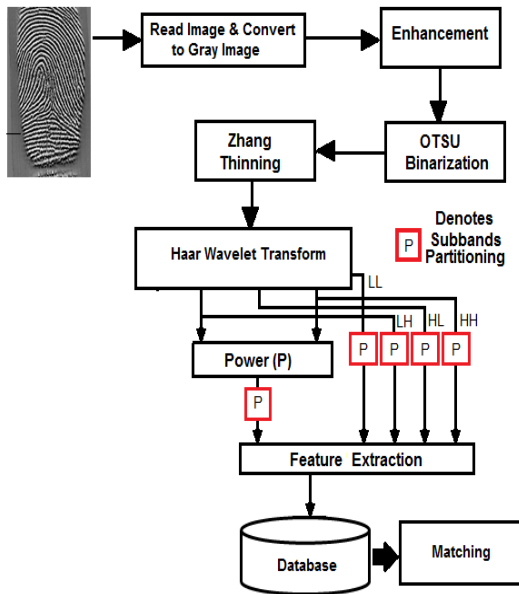 Read Image & Convert
to Gray Image
Enhancement
Zhang
Thinning
OTSU
Binarization
Denotes
P
Subbands
Partitioning
Haar Wavelet Transform
LL
LH
HL
HH
Power (P)
P
P
P
P
P
Feature Extraction
Database
Matching